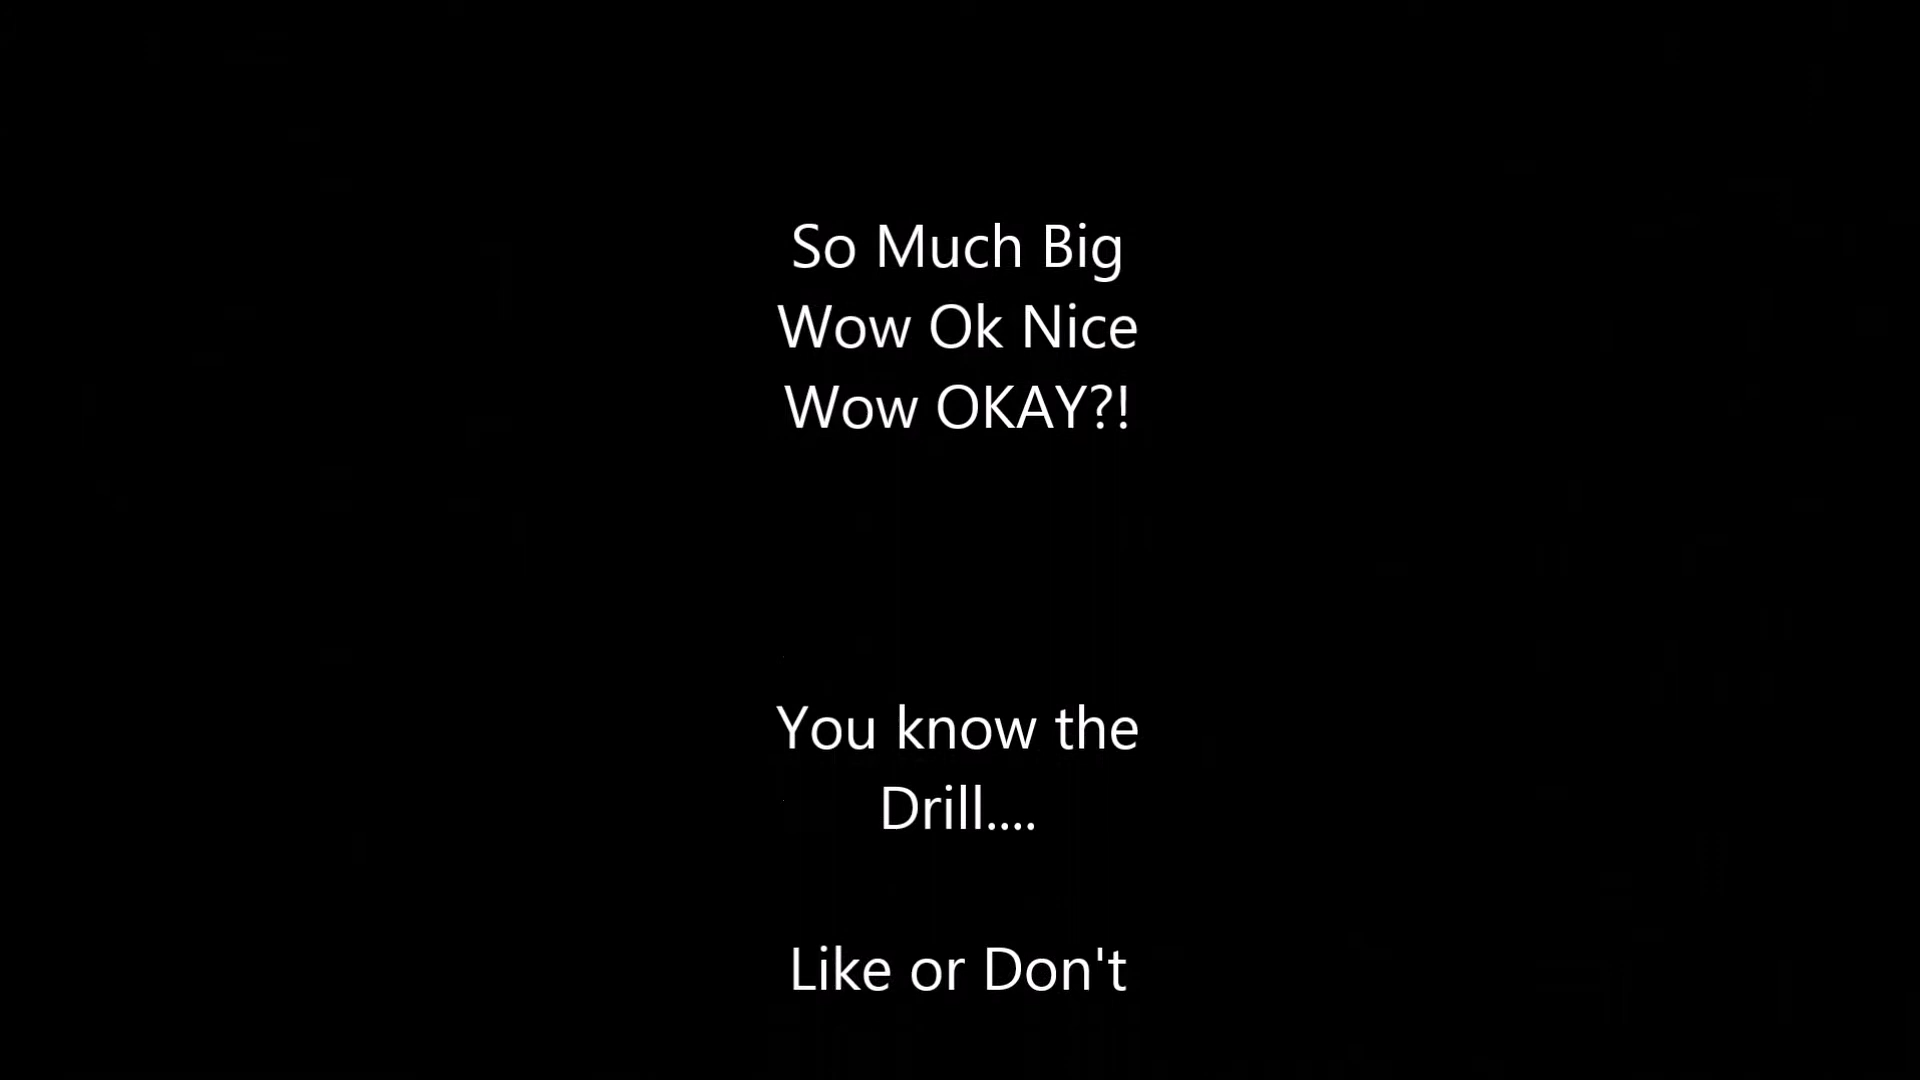 So Much Big
Wow Ok Nice
Wow OKAY?!
You know the
Drill....
Like or Don't